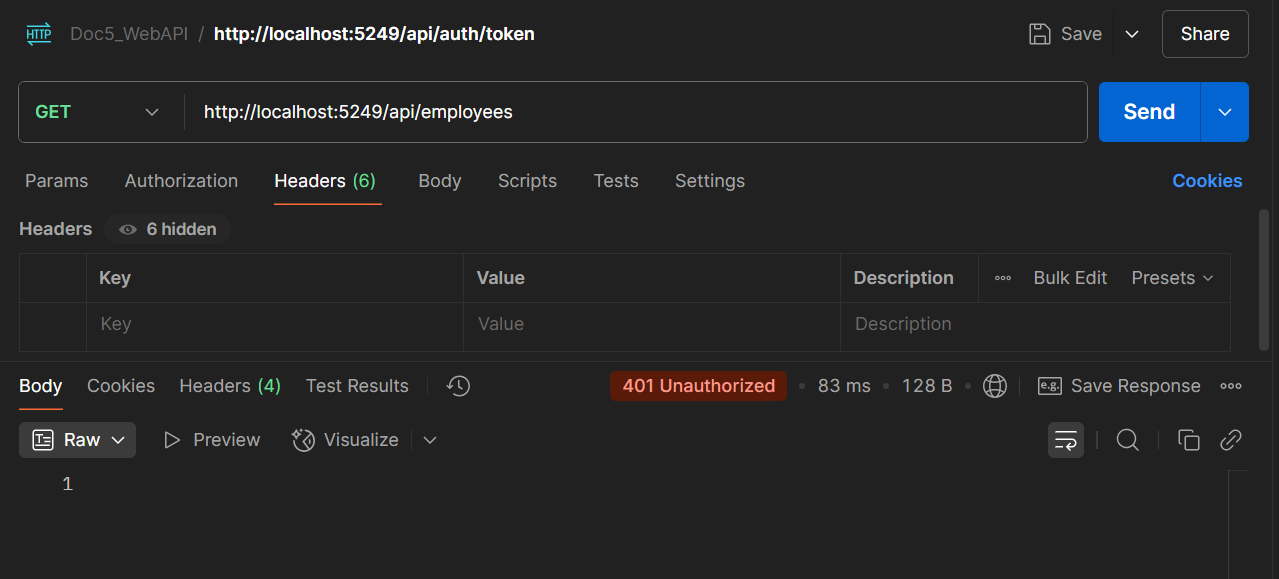 HTTP Doc5_WebAPI / http://localhost:5249/api/auth/token Save Share
GET http://localhost:5249/api/employees Send
Params Authorization Headers (6) Body Scripts Tests Settings Cookies
Headers 6 hidden
Key Value Description Bulk Edit Presets
Key Value Description
Body Cookies Headers (4) Test Results 401 Unauthorized • 83 ms • 128 B • e.g. Save Response
Raw Preview Visualize
1